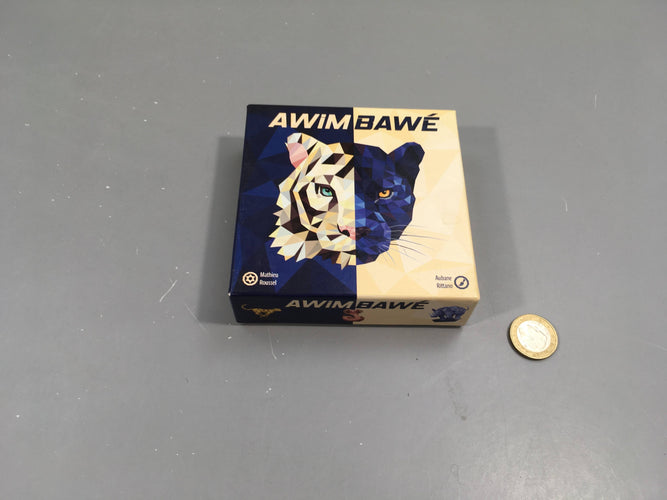 AWiMBAWÉ
Mathieu
Roussel
Aubane
Rittano
AWiMBAWÉ